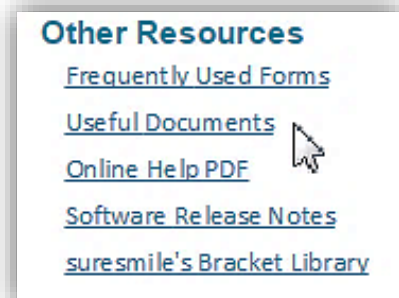 Other Resources
Frequently Used Forms
Useful Documents
Online Help PDF
Software Release Notes
suresmile's Bracket Library